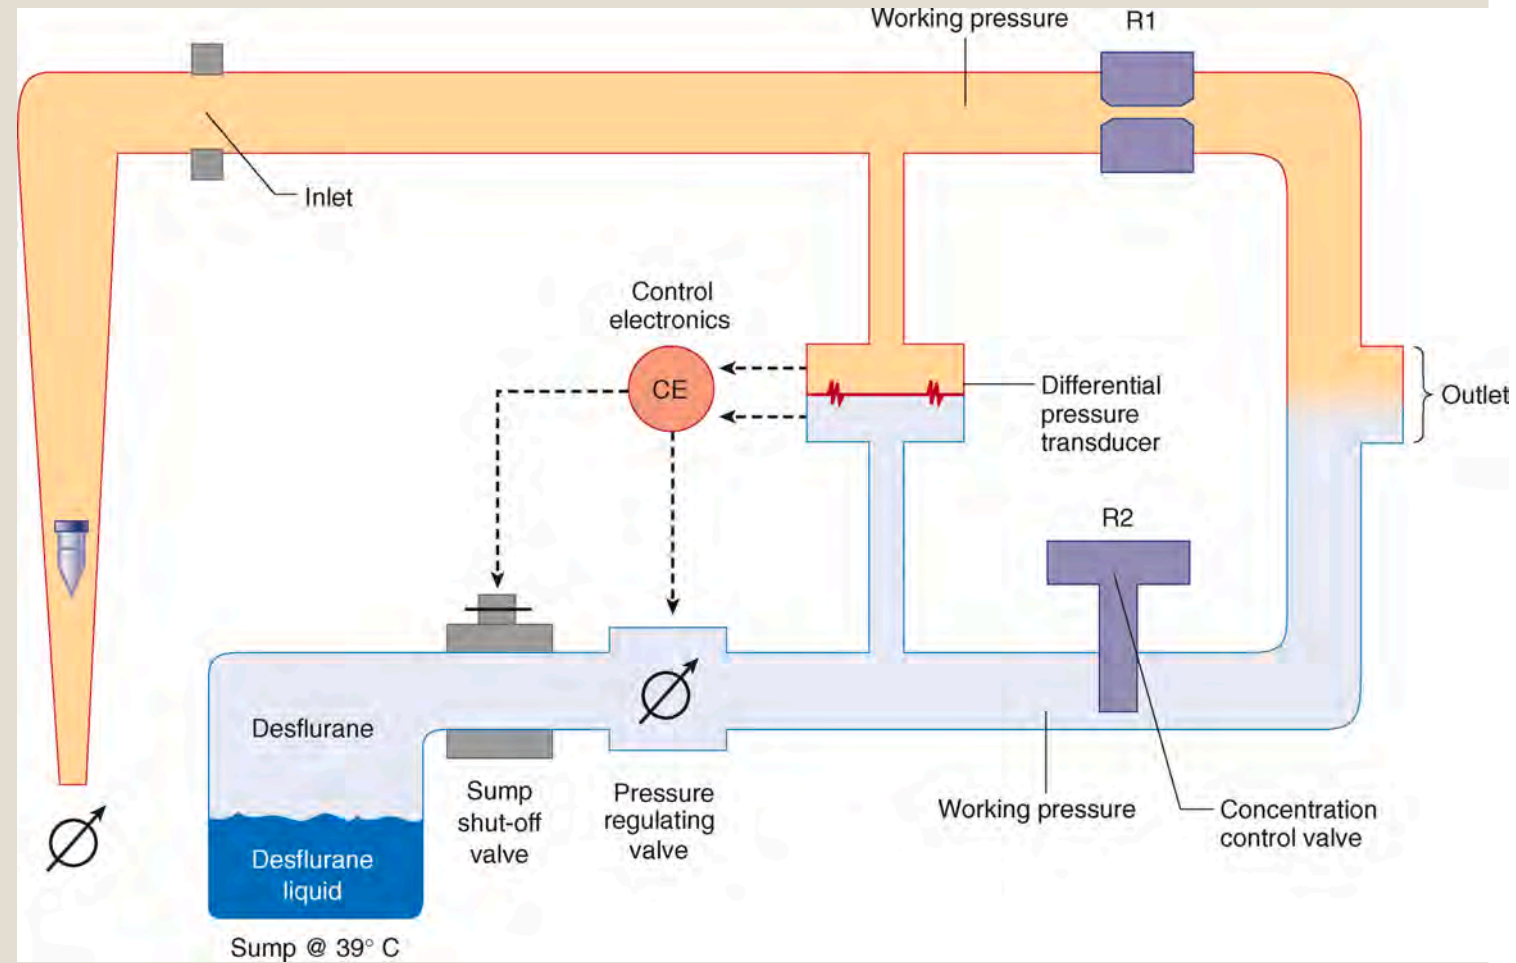 Working pressure
R1
Inlet
Control
electronics
CE
Differential
pressure
transducer
Outlet
R2
Desflurane
Sump
shut-off
valve
Pressure
regulating
valve
Working pressure
Concentration
control valve
Desflurane
liquid
Sump @ 39° C